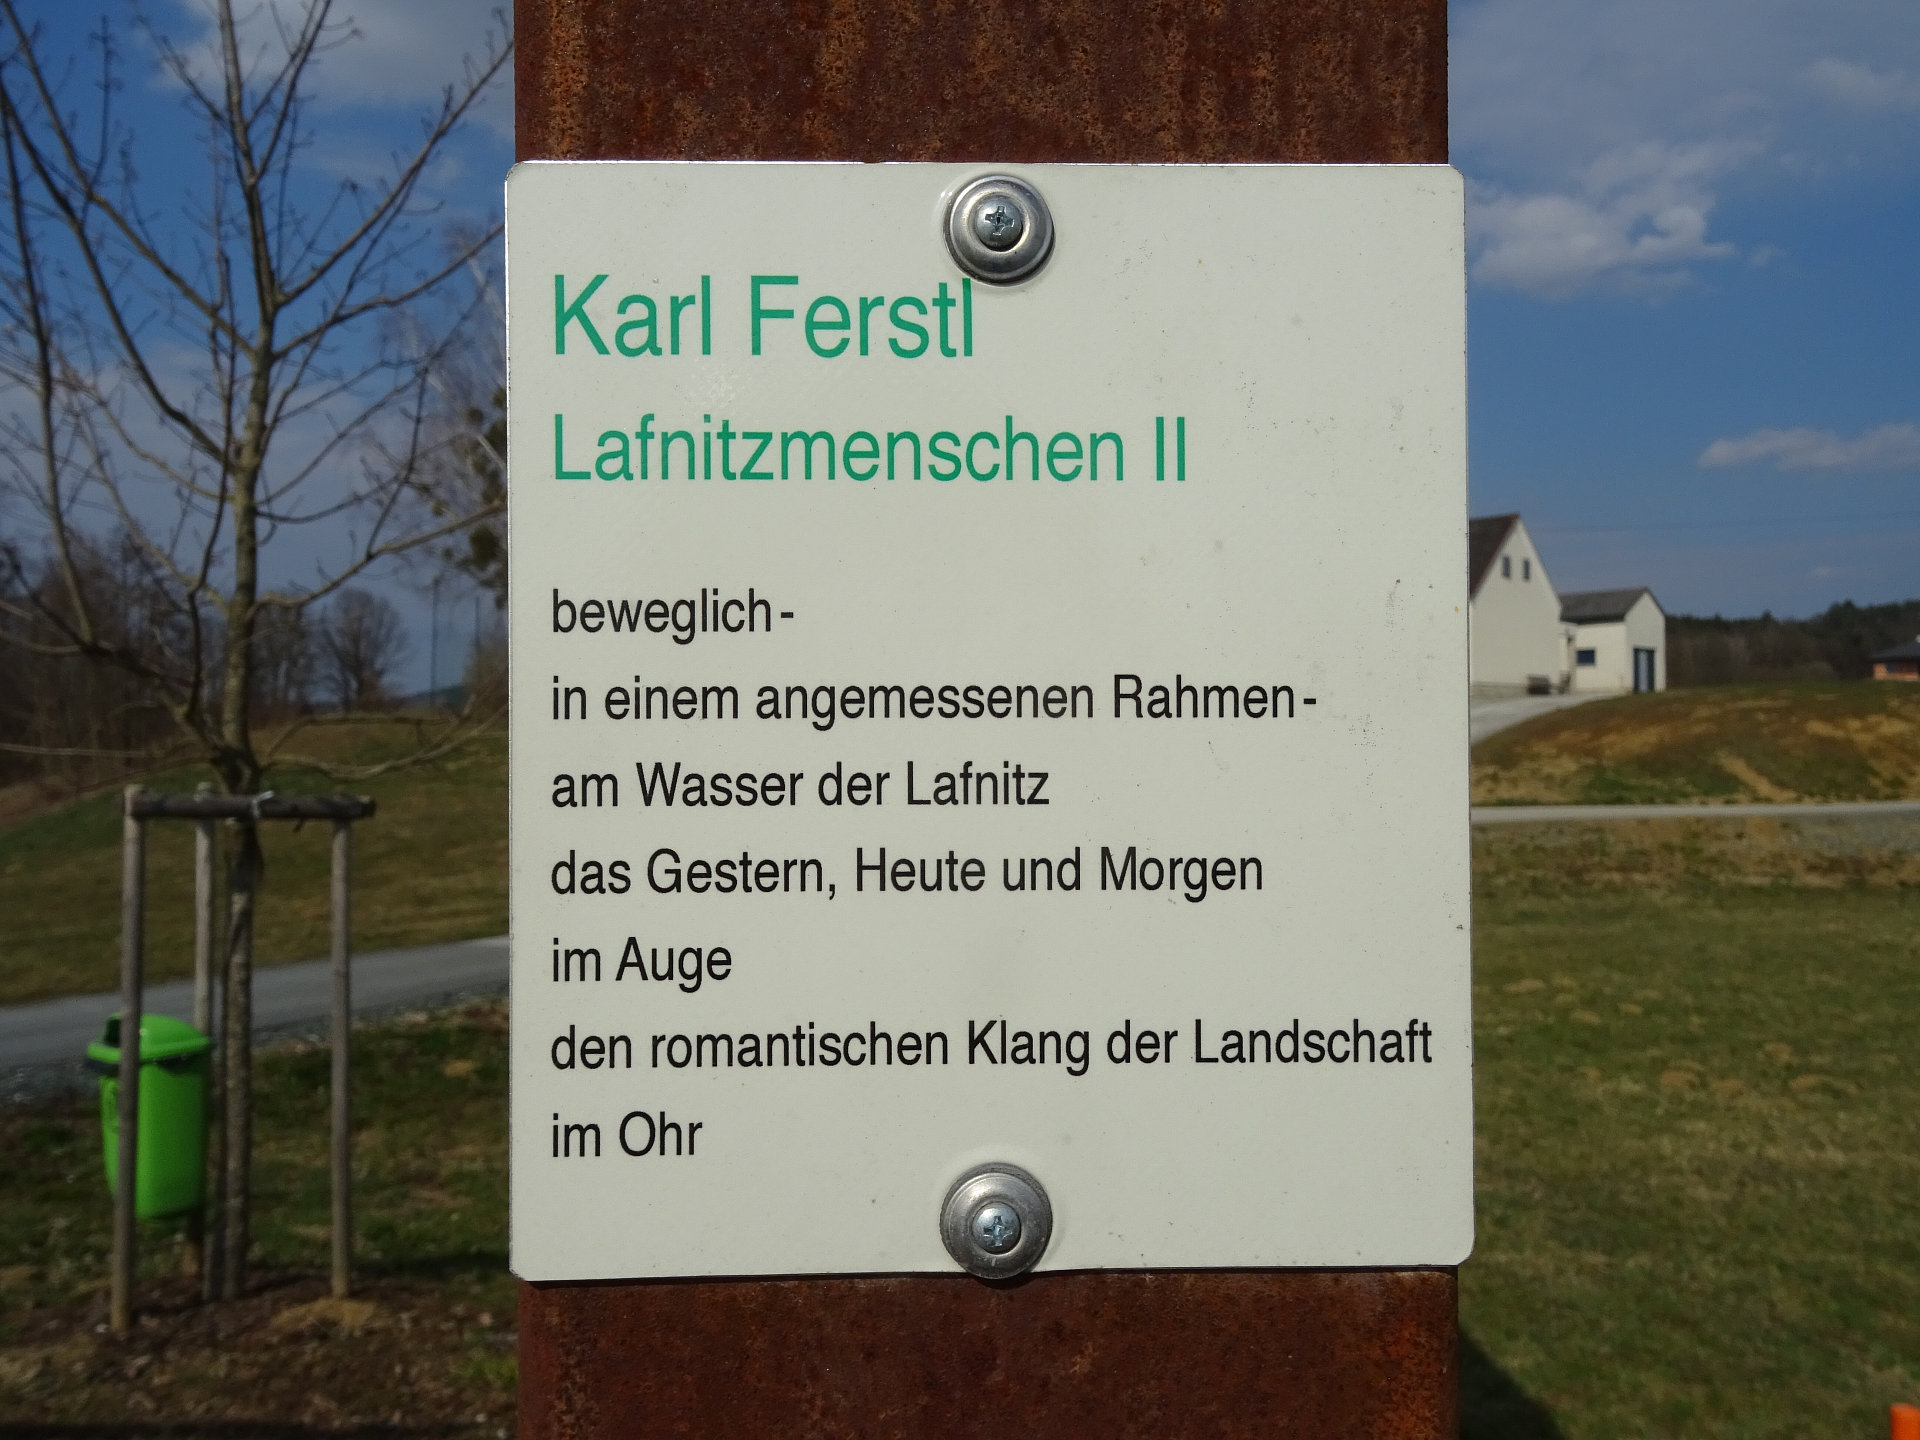 Karl Ferstl
Lafnitzmenschen II
beweglich-
in einem angemessenen Rahmen-
am Wasser der Lafnitz
das Gestern, Heute und Morgen
im Auge
den romantischen Klang der Landschaft
im Ohr